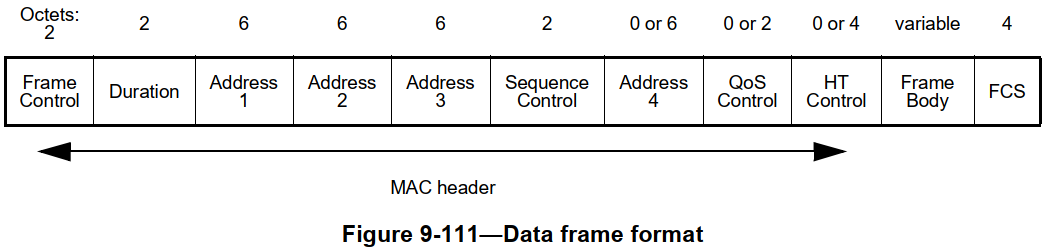 Octets:
2 2 6 6 6 2 0 or 6 0 or 2 0 or 4 variable 4
Frame Control Duration Address 1 Address 2 Address 3 Sequence Control Address 4 QoS Control HT Control Frame Body FCS
MAC header
Figure 9-111—Data frame format